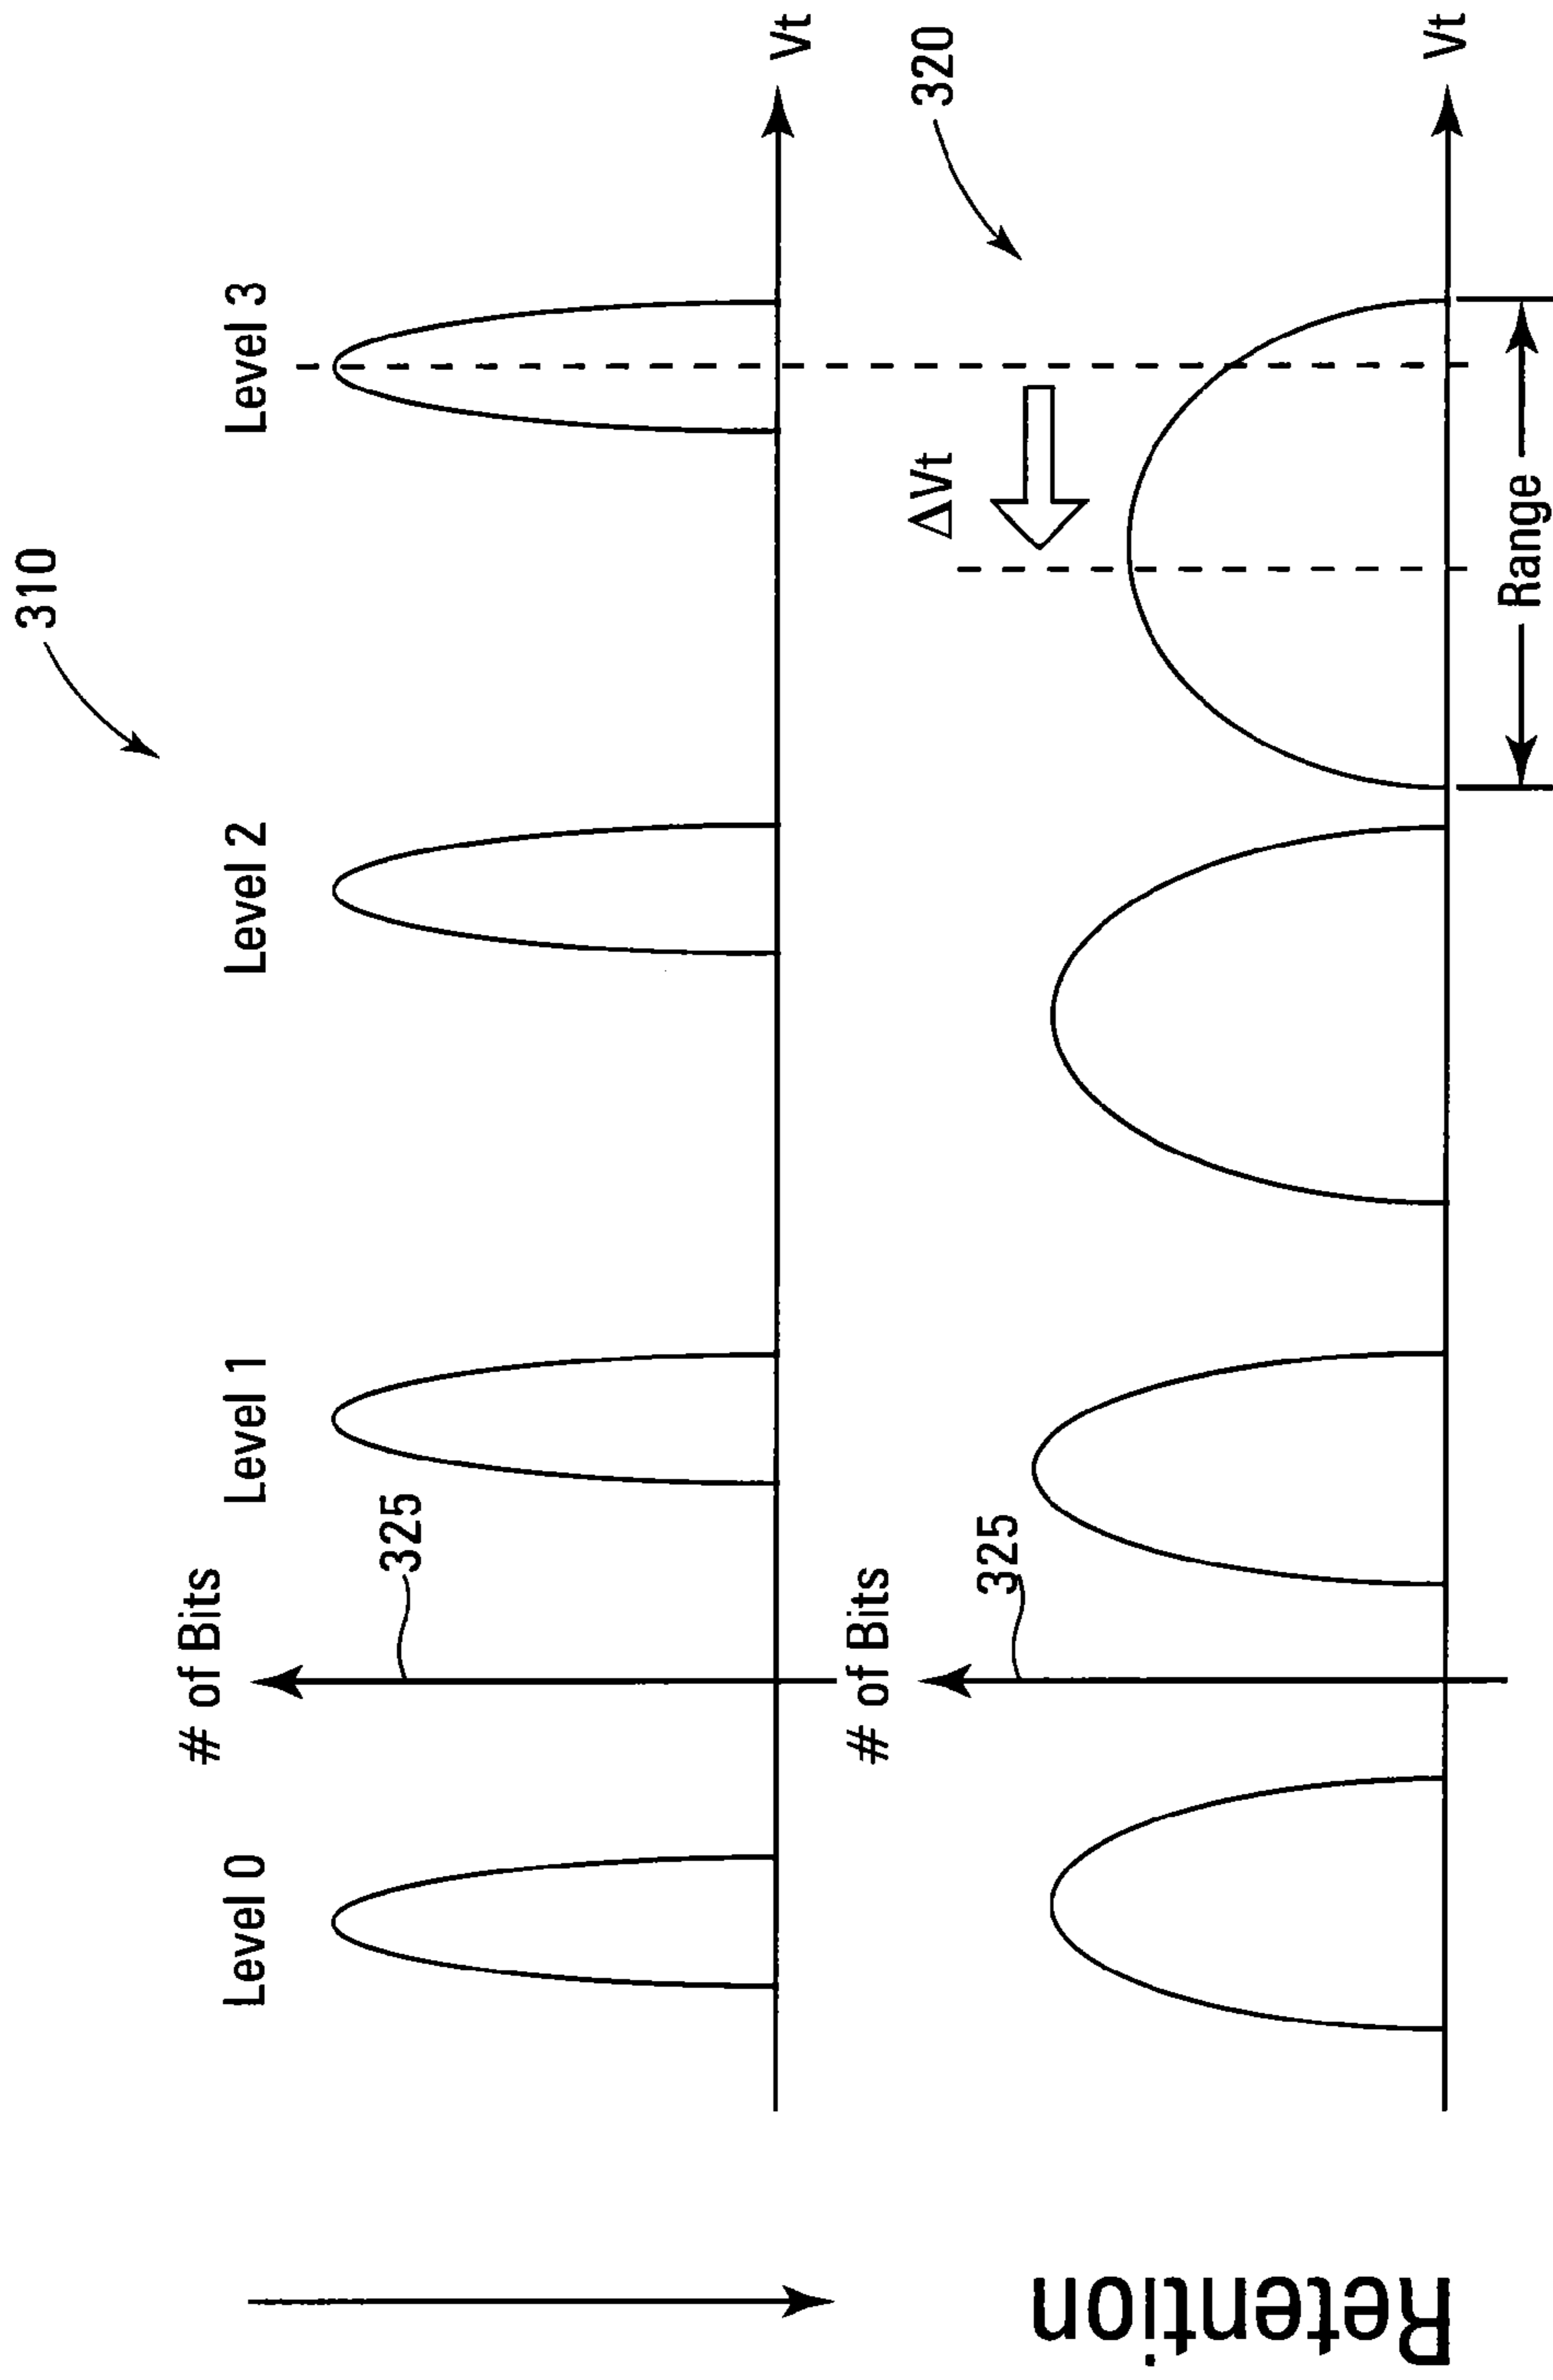 310
Level 0
Level 1
Level 2
Level 3
# of Bits
325
Vt
Retention
320
# of Bits
325
ΔVt
Vt
Range